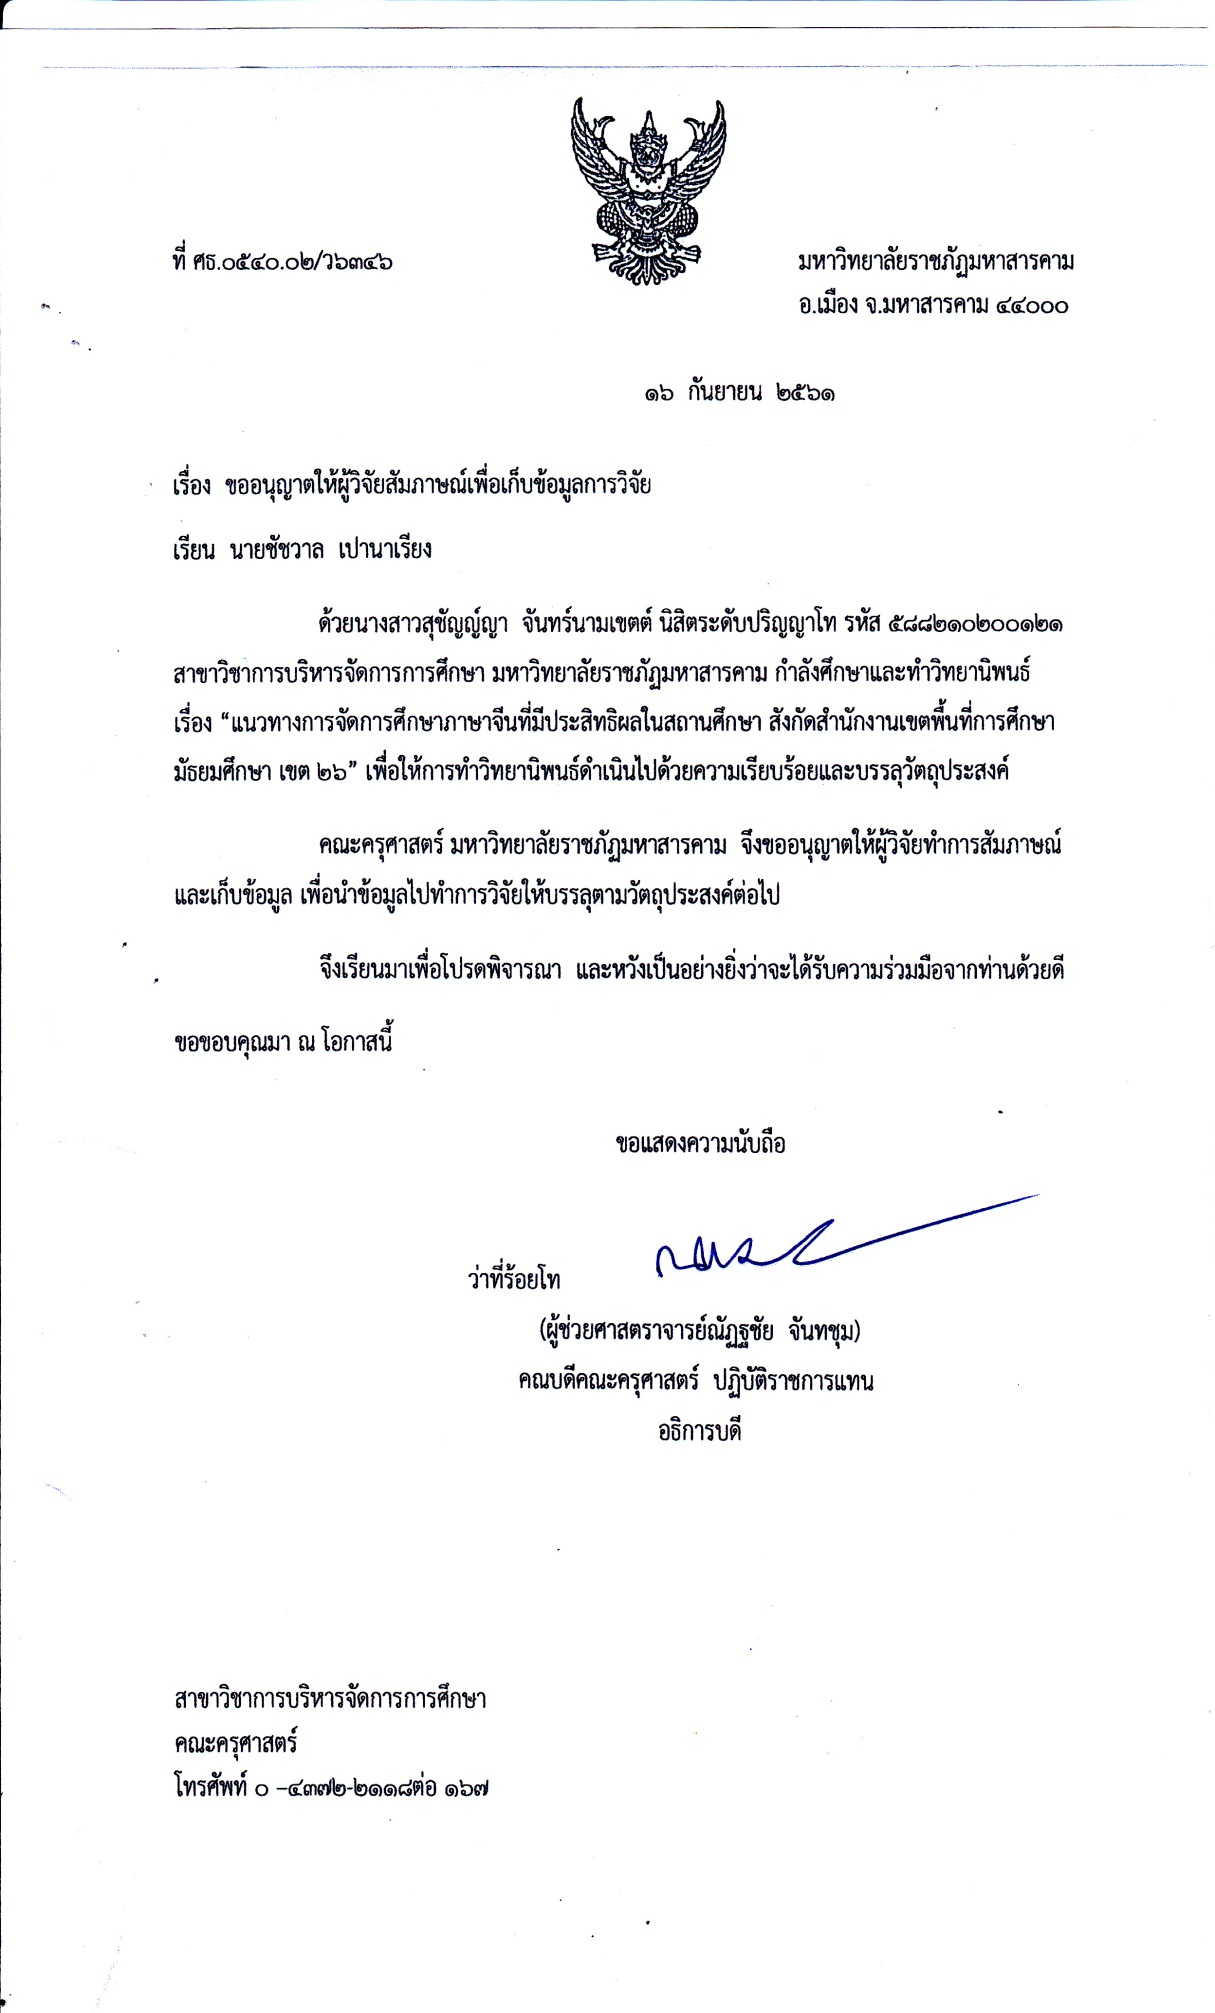 ที่ ศธ.๐๕๔๐.๐๒/ว๖๓๔๖
มหาวิทยาลัยราชภัฏมหาสารคาม
อ.เมือง จ.มหาสารคาม ๔๔๐๐๐
๑๖ กันยายน ๒๕๖๑
เรื่อง ขออนุญาตให้ผู้วิจัยสัมภาษณ์เพื่อเก็บข้อมูลการวิจัย
เรียน นายชัชวาล เปานาเรียง
ด้วยนางสาวสุชัญญ์ญา จันทร์นามเขตต์ นิสิตระดับปริญญาโท รหัส ๕๘๘๒๑๐๒๐๐๑๒๑
สาขาวิชาการบริหารจัดการการศึกษา มหาวิทยาลัยราชภัฏมหาสารคาม กำลังศึกษาและทำวิทยานิพนธ์
เรื่อง “แนวทางการจัดการศึกษาภาษาจีนที่มีประสิทธิผลในสถานศึกษา สังกัดสำนักงานเขตพื้นที่การศึกษา
มัธยมศึกษา เขต ๒๖” เพื่อให้การทำวิทยานิพนธ์ดำเนินไปด้วยความเรียบร้อยและบรรลุวัตถุประสงค์
คณะครุศาสตร์ มหาวิทยาลัยราชภัฏมหาสารคาม จึงขออนุญาตให้ผู้วิจัยทำการสัมภาษณ์
และเก็บข้อมูล เพื่อนำข้อมูลไปทำการวิจัยให้บรรลุตามวัตถุประสงค์ต่อไป
จึงเรียนมาเพื่อโปรดพิจารณา และหวังเป็นอย่างยิ่งว่าจะได้รับความร่วมมือจากท่านด้วยดี
ขอขอบคุณมา ณ โอกาสนี้
ขอแสดงความนับถือ
ว่าที่ร้อยโท
(ผู้ช่วยศาสตราจารย์ณัฏฐชัย จันทชุม)
คณบดีคณะครุศาสตร์ ปฏิบัติราชการแทน
อธิการบดี
สาขาวิชาการบริหารจัดการการศึกษา
คณะครุศาสตร์
โทรศัพท์ ๐ –๔๓๗๒-๒๑๑๘ต่อ ๑๖๗